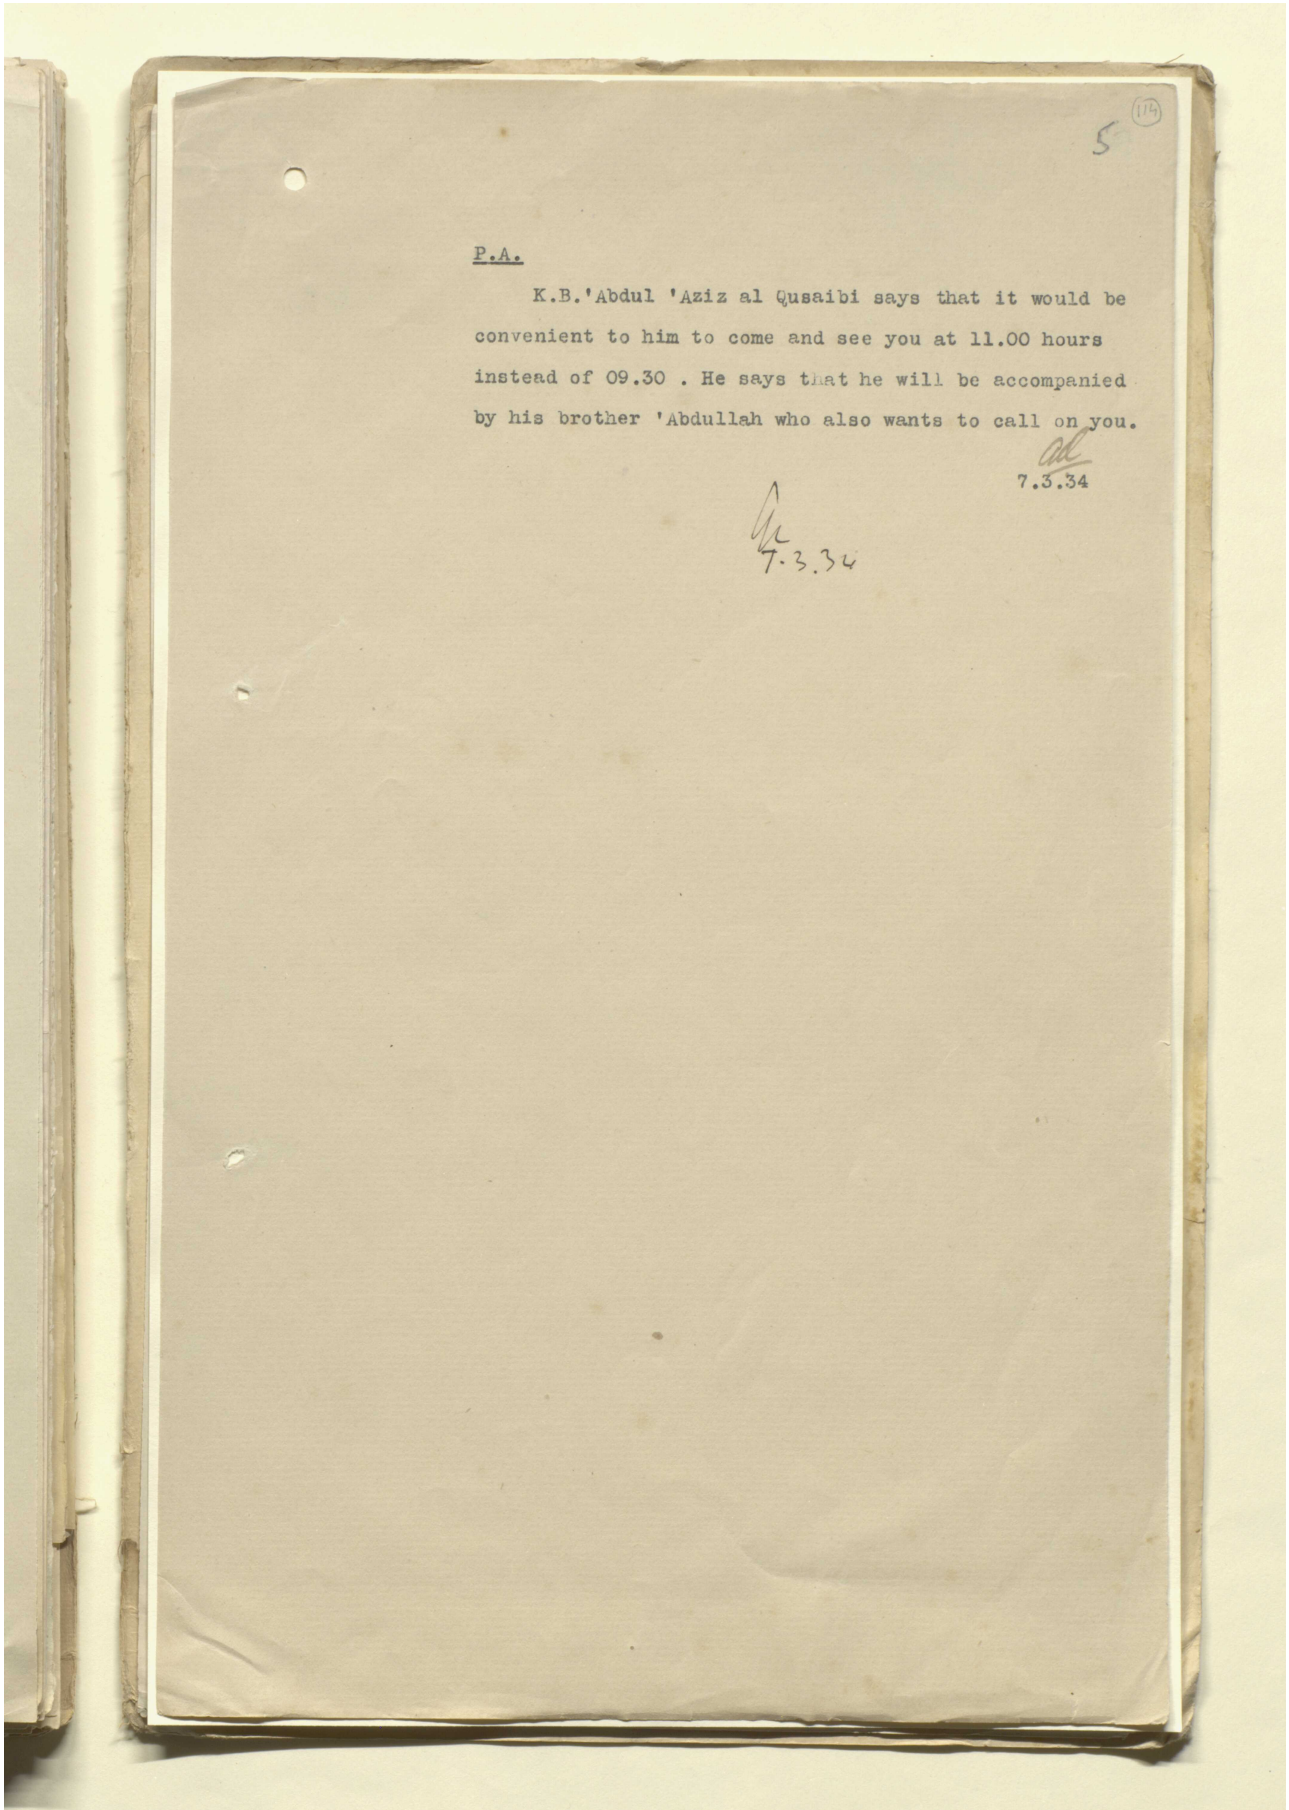 114
5
P.A.
K.B.'Abdul 'Aziz al Qusaibi says that it would be
convenient to him to come and see you at 11.00 hours
instead of 09.30 . He says that he will be accompanied
by his brother 'Abdullah who also wants to call on you.
7.3.34
7.3.34